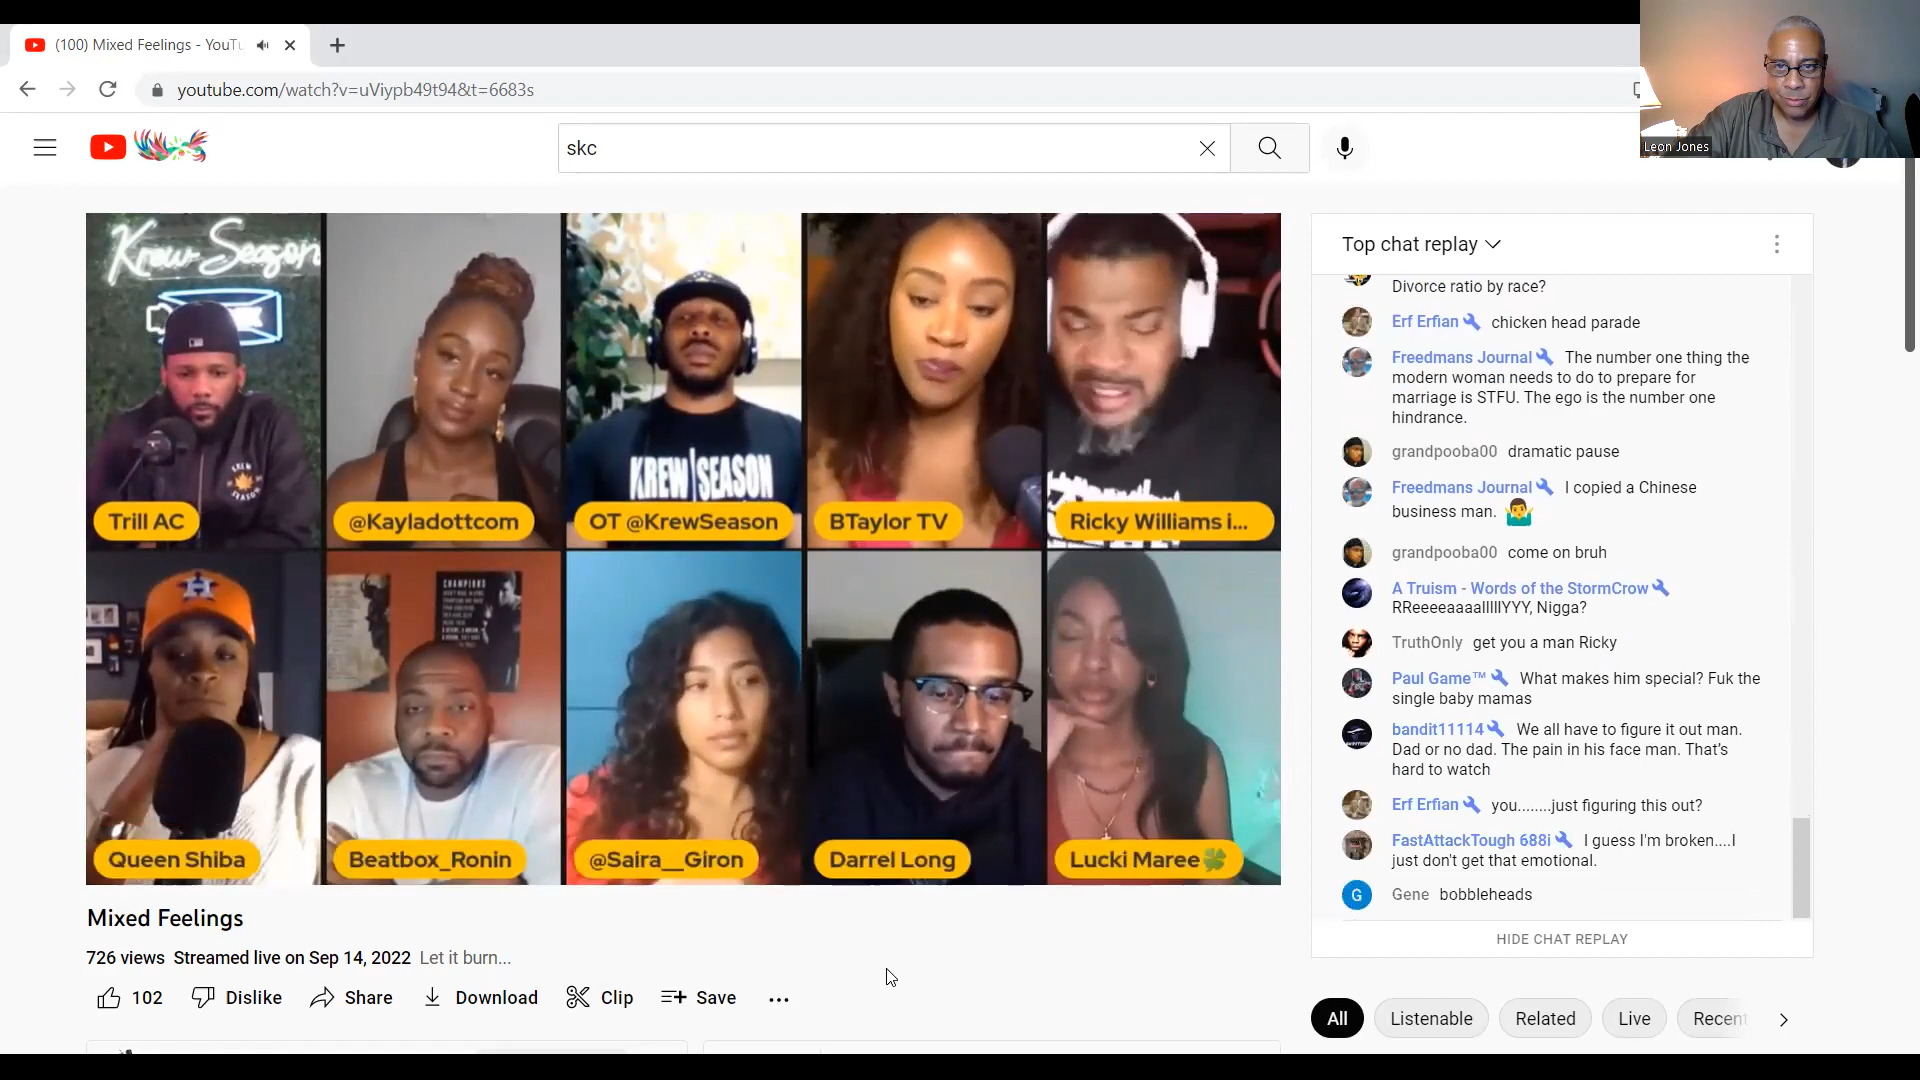 (100) Mixed Feelings - YouTu
youtube.com/watch?v=uViypb49t94&t=6683s
skc
Leon Jones
Krew Season
KREW SEASON
KREW SEASON
Trill AC
@Kayladottcom
OT @KrewSeason
BTaylor TV
Ricky Williams i...
CHAMPIONS
Queen Shiba
Beatbox_Ronin
@Saira__Giron
Darrel Long
Lucki Maree🍀
Mixed Feelings
726 views Streamed live on Sep 14, 2022 Let it burn...
102 Dislike Share Download Clip Save ...
Top chat replay
Divorce ratio by race?
Erf Erfian chicken head parade
Freedmans Journal The number one thing the
modern woman needs to do to prepare for
marriage is STFU. The ego is the number one
hindrance.
grandpooba00 dramatic pause
Freedmans Journal I copied a Chinese
business man. 🤷‍♂️
grandpooba00 come on bruh
A Truism - Words of the StormCrow
RReeeeaaaallllllYYY, Nigga?
TruthOnly get you a man Ricky
Paul Game™ What makes him special? Fuk the
single baby mamas
bandit11114 We all have to figure it out man.
Dad or no dad. The pain in his face man. That's
hard to watch
Erf Erfian you........just figuring this out?
FastAttackTough 688i I guess I'm broken....I
just don't get that emotional.
G Gene bobbleheads
HIDE CHAT REPLAY
All Listenable Related Live Recent